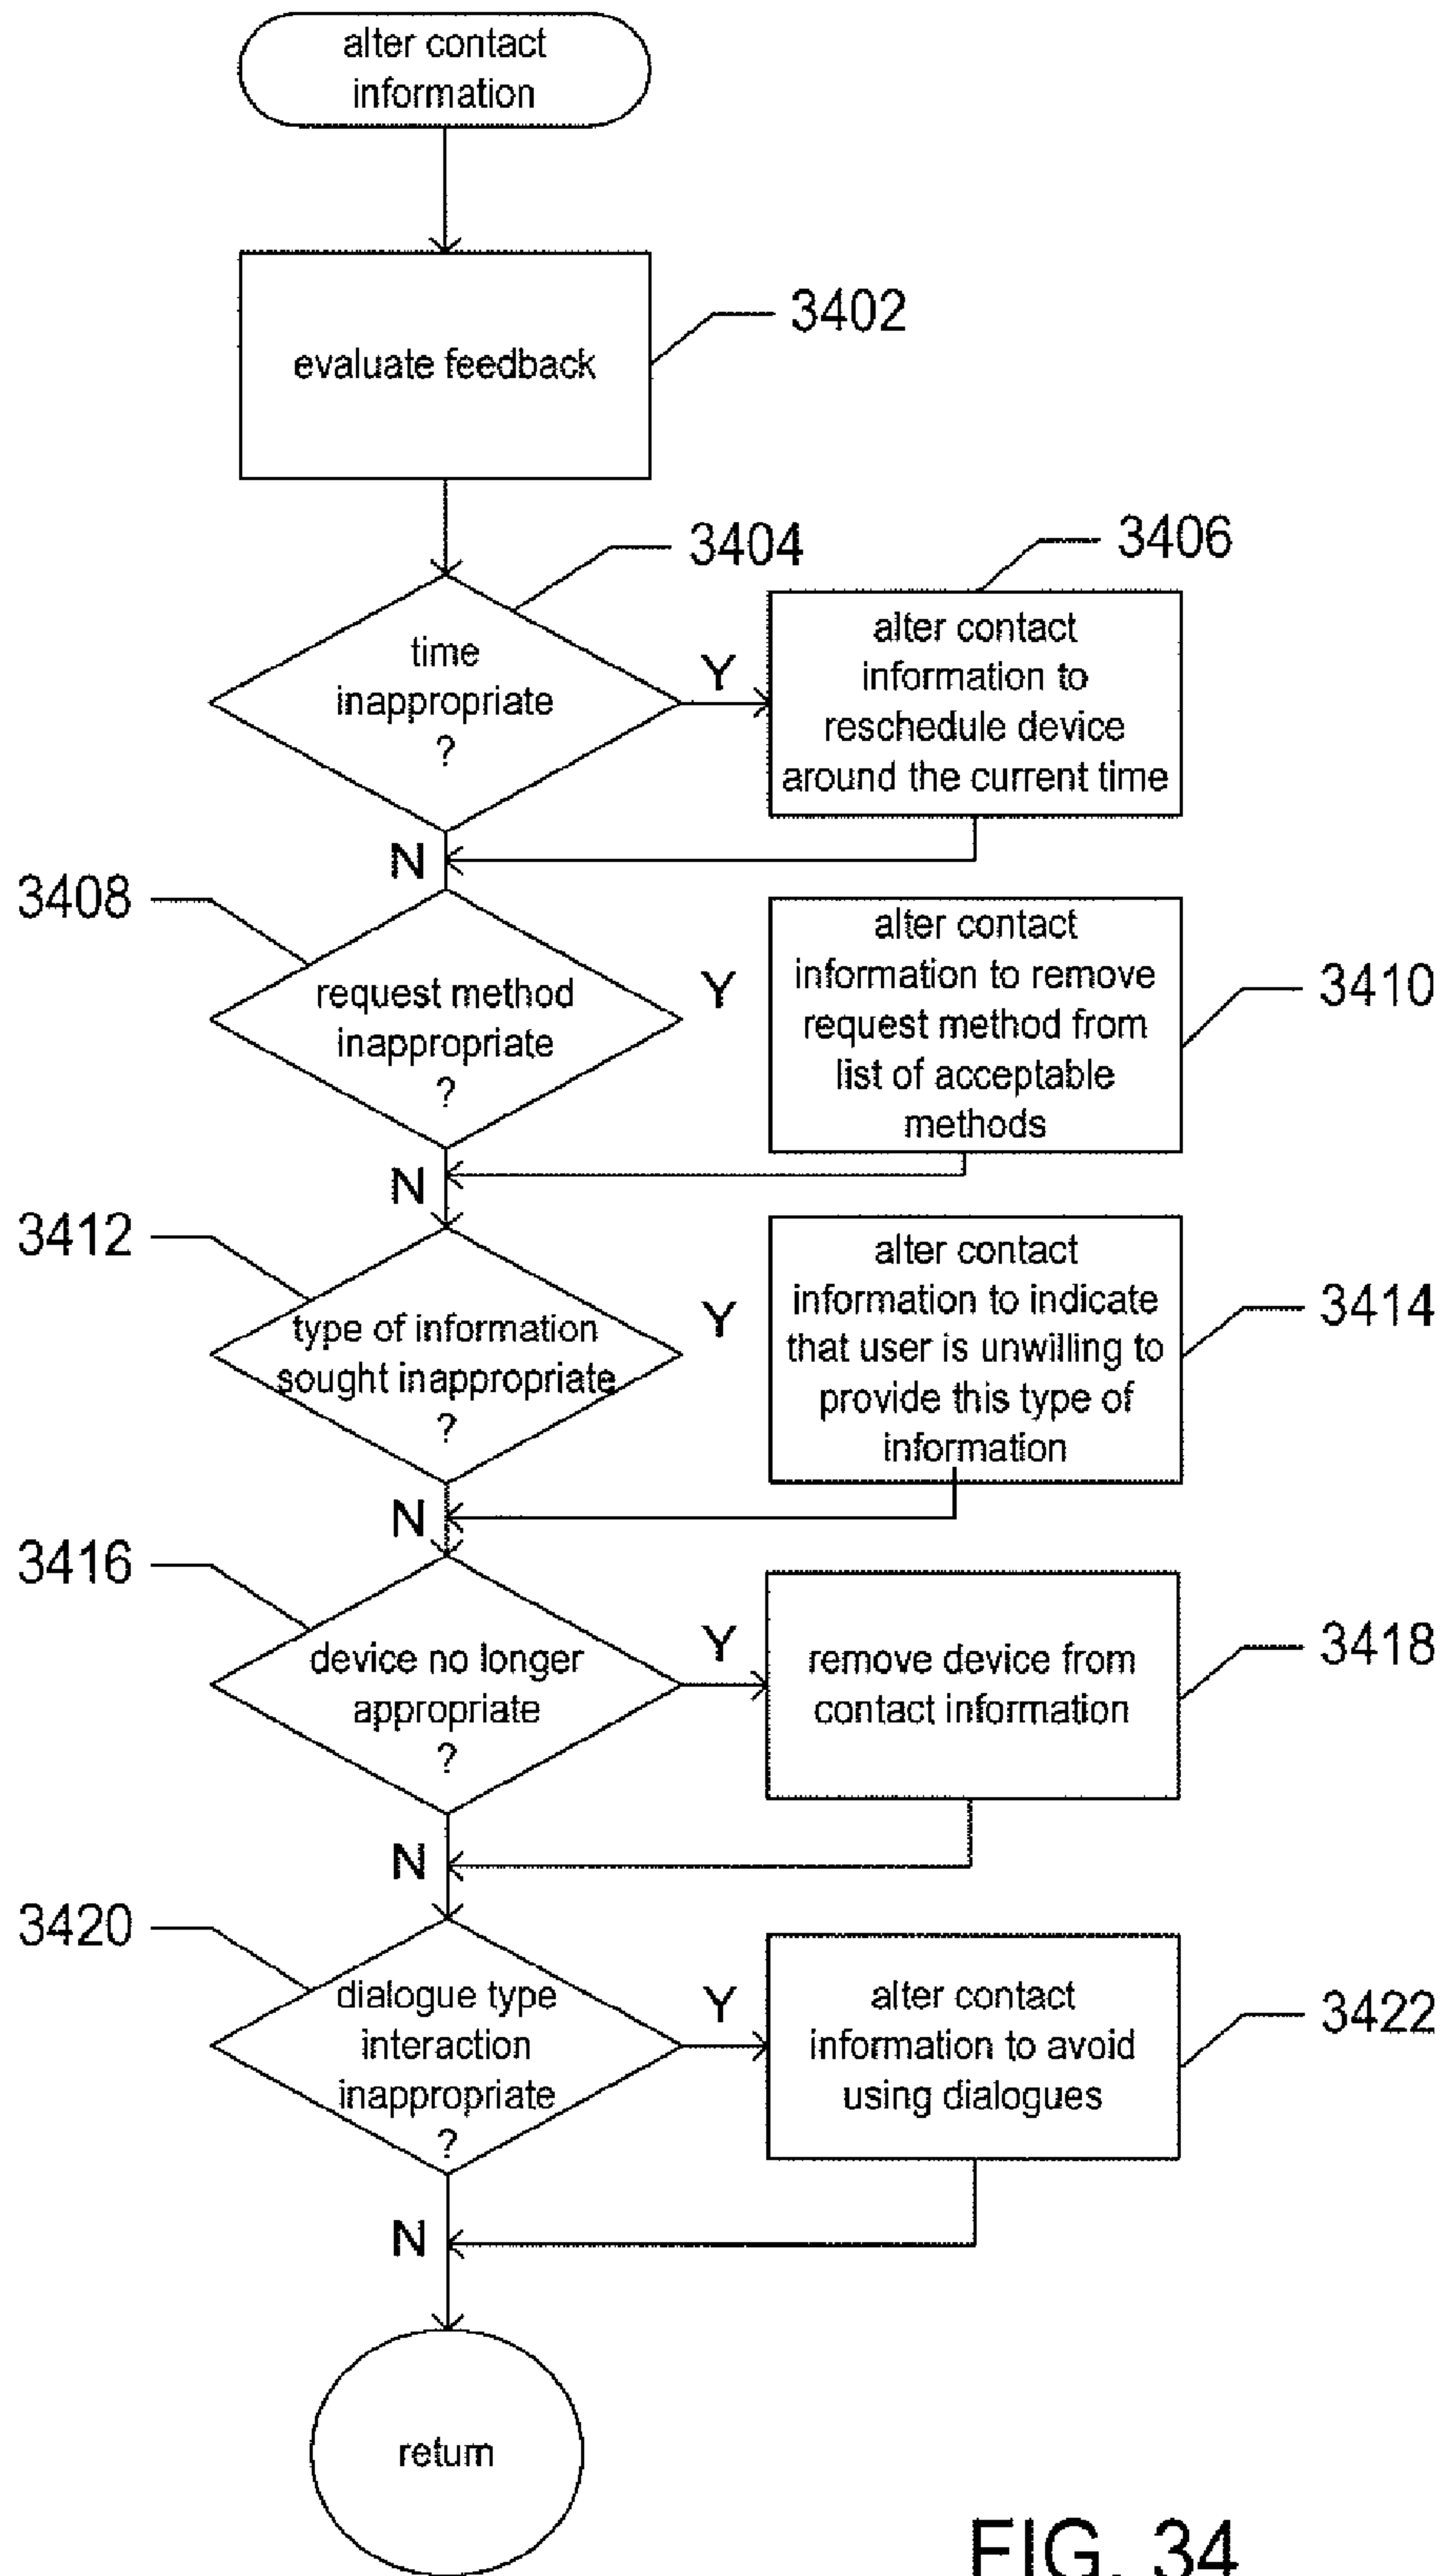 alter contact
information
evaluate feedback
3402
3404
3406
time
inappropriate
?
Y
alter contact
information to
reschedule device
around the current time
N
3408
request method
inappropriate
?
Y
alter contact
information to remove
request method from
list of acceptable
methods
3410
N
3412
type of information
sought inappropriate
?
Y
alter contact
information to indicate
that user is unwilling to
provide this type of
information
3414
N
3416
device no longer
appropriate
?
Y
remove device from
contact information
3418
N
3420
dialogue type
interaction
inappropriate
?
Y
alter contact
information to avoid
using dialogues
3422
N
return
FIG. 34